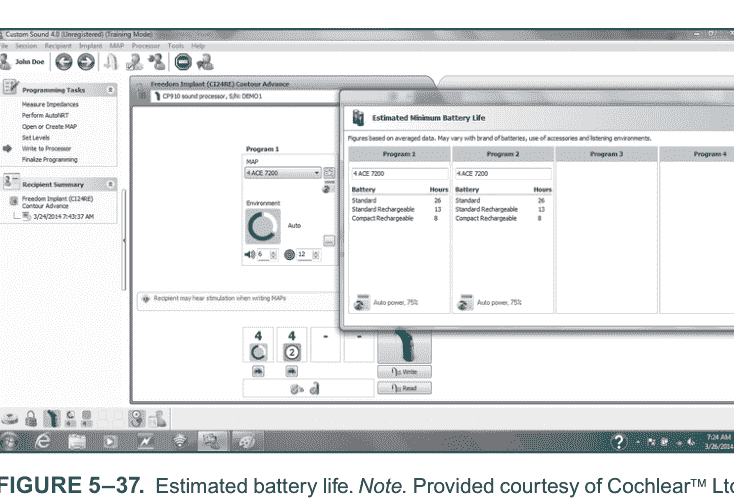 Custom Sound 4.0 (Unregistered) (Training Mode)
File Session Recipient Implant MAP Processor Tools Help
John Doe
Programming Tasks
Measure Impedances
Perform AutoNRT
Open or Create MAP
Set Levels
Write to Processor
Finalize Programming
Recipient Summary
Freedom Implant (CI24RE)
Contour Advance
3/24/2014 7:43:37 AM
Freedom Implant (CI24RE) Contour Advance
CP910 sound processor, S/N: DEMO1
Program 1
MAP
4 ACE 7200
Environment
Auto
6 12
Recipient may hear stimulation when writing MAPs
4 4 - -
2
Write
Read
Estimated Minimum Battery Life
Figures based on averaged data. May vary with brand of batteries, use of accessories and listening environments.
Program 1 Program 2 Program 3 Program 4
4 ACE 7200 4 ACE 7200
Battery Hours Battery Hours
Standard 26 Standard 26
Standard Rechargeable 13 Standard Rechargeable 13
Compact Rechargeable 8 Compact Rechargeable 8
Auto power, 75% Auto power, 75%
7:24 AM
3/26/2014
FIGURE 5–37. Estimated battery life. Note. Provided courtesy of Cochlear™ Ltd